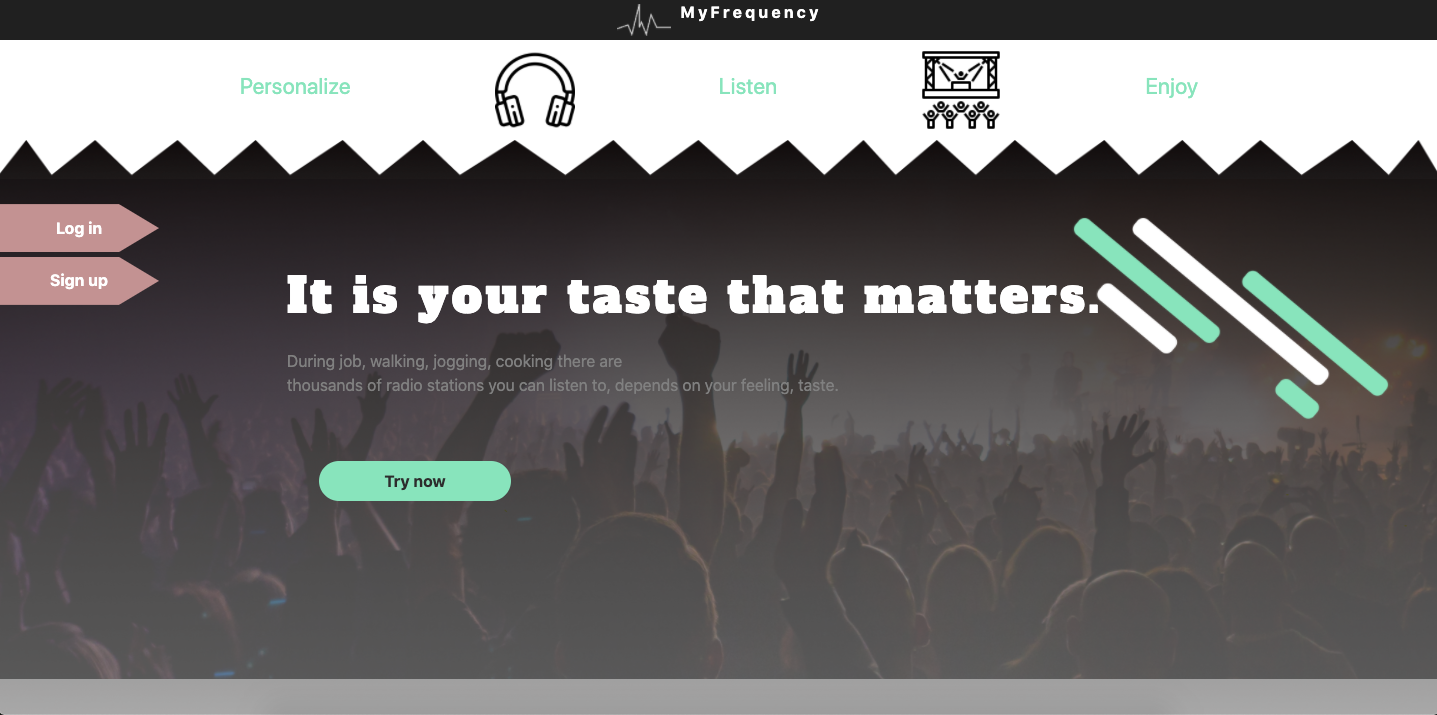 MyFrequency
Personalize
Listen
Enjoy
Log in
Sign up
It is your taste that matters.
During job, walking, jogging, cooking there are
thousands of radio stations you can listen to, depends on your feeling, taste.
Try now